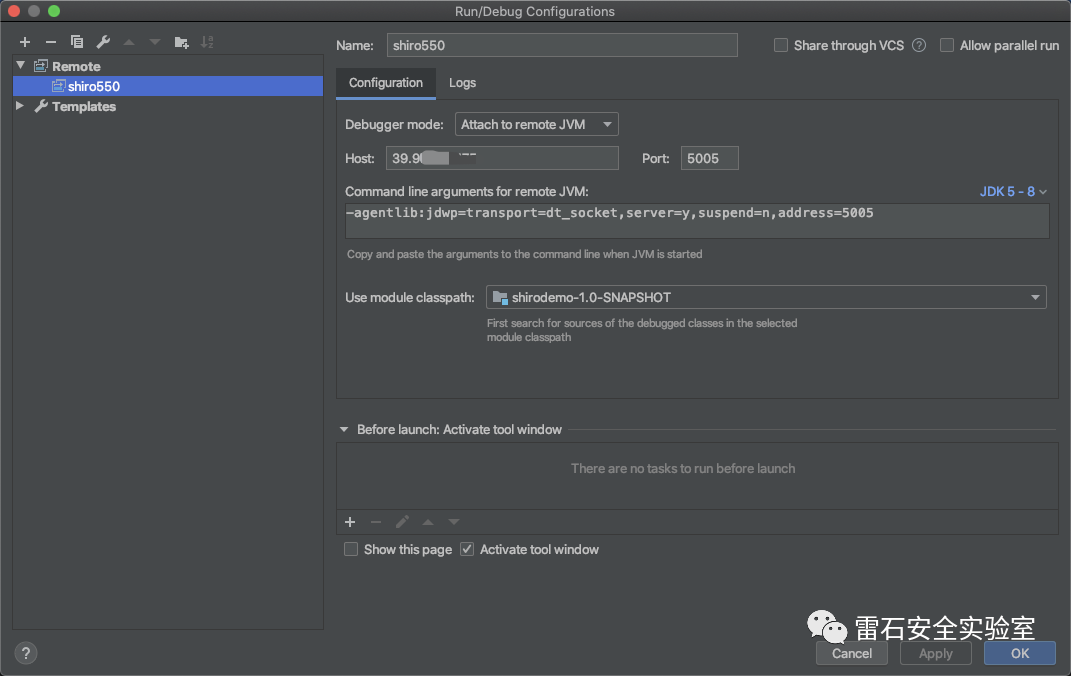 Run/Debug Configurations
Name: shiro550
Share through VCS ? Allow parallel run
Remote
shiro550
Templates
Configuration Logs
Debugger mode: Attach to remote JVM
Host: 39.9 Port: 5005
Command line arguments for remote JVM: JDK 5 - 8
-agentlib:jdwp=transport=dt_socket,server=y,suspend=n,address=5005
Copy and paste the arguments to the command line when JVM is started
Use module classpath: shirodemo-1.0-SNAPSHOT
First search for sources of the debugged classes in the selected
module classpath
Before launch: Activate tool window
There are no tasks to run before launch
Show this page Activate tool window
雷石安全实验室
? Cancel Apply OK